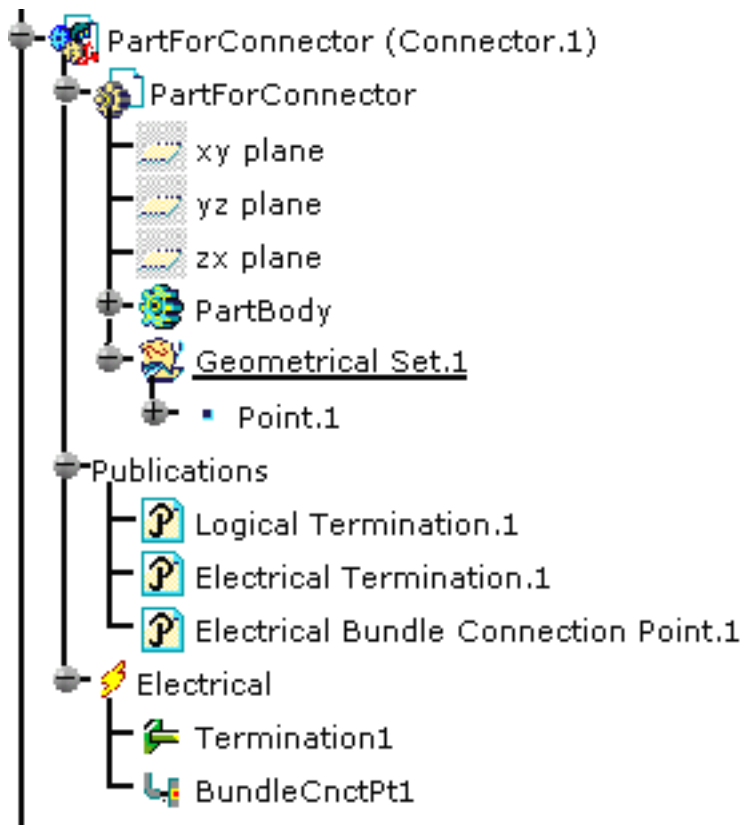 PartForConnector (Connector.1)
PartForConnector
xy plane
yz plane
zx plane
PartBody
Geometrical Set.1
Point.1
Publications
Logical Termination.1
Electrical Termination.1
Electrical Bundle Connection Point.1
Electrical
Termination1
BundleCnctPt1